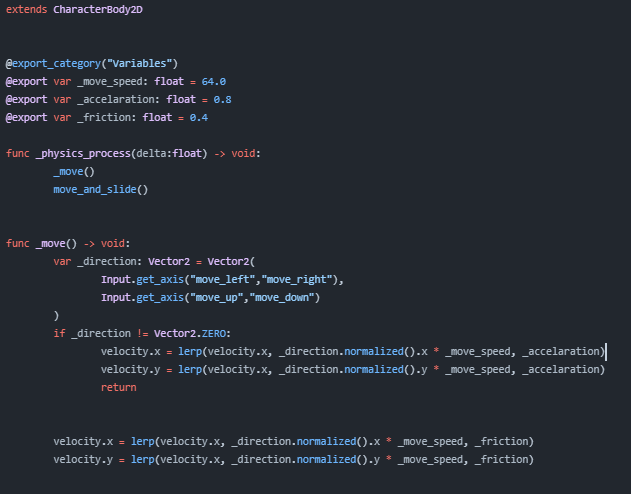 extends CharacterBody2D
@export_category("Variables")
@export var _move_speed: float = 64.0
@export var _accelaration: float = 0.8
@export var _friction: float = 0.4
func _physics_process(delta:float) -> void:
_move()
move_and_slide()
func _move() -> void:
var _direction: Vector2 = Vector2(
Input.get_axis("move_left","move_right"),
Input.get_axis("move_up","move_down")
)
if _direction != Vector2.ZERO:
velocity.x = lerp(velocity.x, _direction.normalized().x * _move_speed, _accelaration)
velocity.y = lerp(velocity.x, _direction.normalized().y * _move_speed, _accelaration)
return
velocity.x = lerp(velocity.x, _direction.normalized().x * _move_speed, _friction)
velocity.y = lerp(velocity.x, _direction.normalized().y * _move_speed, _friction)